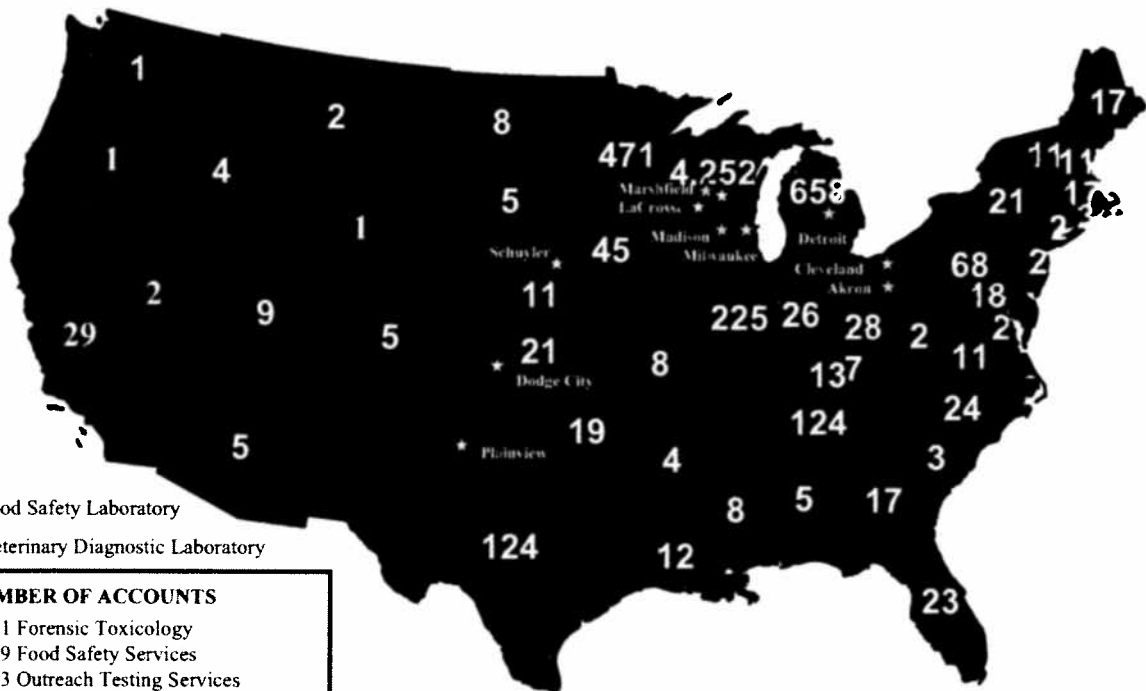 1
2
8
17
1
4
471
4,252
11
11
Marshfield
658
5
LaCrosse
21
17
1
Madison
Detroit
2
Schuyler
45
Milwaukee
Cleveland
68
2
2
11
Akron
18
9
225
26
29
5
28
2
2
21
8
11
Dodge City
137
24
19
124
5
Plainview
4
3
od Safety Laboratory
8
5
17
eterinary Diagnostic Laboratory
124
12
MBER OF ACCOUNTS
23
1 Forensic Toxicology
9 Food Safety Services
3 Outreach Testing Services